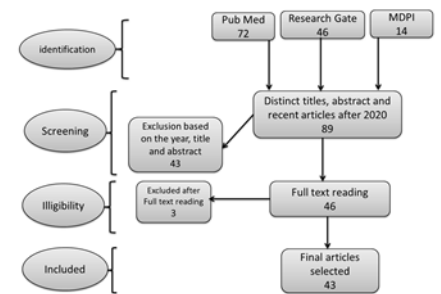 Pub Med
72
Research Gate
46
MDPI
14
identification
Distinct titles, abstract and
recent articles after 2020
89
Screening
Exclusion based
on the year, title
and abstract
43
Illigibility
Excluded after
Full text reading
3
Full text reading
46
Included
Final articles
selected
43